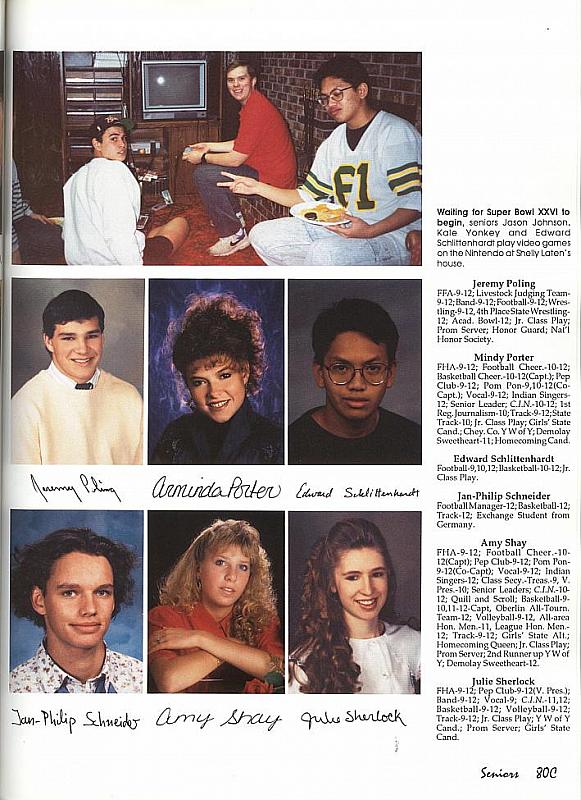 61
Waiting for Super Bowl XXVI to
begin, seniors Jason Johnson,
Kale Yonkey and Edward
Schlittenhardt play video games
on the Nintendo at Shelly Laten's
house.
Jeremy Poling
FFA-9-12; Livestock Judging Team-
9-12; Band-9-12; Football-9-12; Wres-
tling-9-12, 4th Place State Wrestling-
12; Acad. Bowl-12; Jr. Class Play;
Prom Server; Honor Guard; Nat'l
Honor Society.
Mindy Porter
FHA-9-12; Football Cheer.-10-12;
Basketball Cheer.-10-12(Capt.); Pep
Club-9-12; Pom Pon-9,10-12(Co-
Capt.); Vocal-9-12; Indian Singers-
12; Senior Leader; C.I.N.-10-12; 1st
Reg. Journalism-10; Track-9-12; State
Track-10; Jr. Class Play; Girls' State
Cand.; Chey. Co. Y W of Y; Demolay
Sweetheart-11; Homecoming Cand.
Edward Schlittenhardt
Football-9,10,12; Basketball-10-12; Jr.
Class Play.
Jan-Philip Schneider
Football Manager-12; Basketball-12;
Track-12; Exchange Student from
Germany.
Amy Shay
FHA-9-12; Football Cheer.-10-
12(Capt); Pep Club-9-12; Pom Pon-
9-12(Co-Capt); Vocal-9-12; Indian
Singers-12; Class Secy.-Treas.-9, V.
Pres.-10; Senior Leaders; C.I.N.-10-
12; Quill and Scroll; Basketball-9-
10,11-12-Capt, Oberlin All-Tourn.
Team-12; Volleyball-9-12, All-area
Hon. Men.-11, League Hon. Men.-
12; Track-9-12; Girls' State Alt.;
Homecoming Queen; Jr. Class Play;
Prom Server; 2nd Runner up Y W of
Y; Demolay Sweetheart-12.
Julie Sherlock
FHA-9-12; Pep Club-9-12(V. Pres.);
Band-9-12; Vocal-9; C.I.N.-11,12;
Basketball-9-12; Volleyball-9-12;
Track-9-12; Jr. Class Play; Y W of Y
Cand.; Prom Server; Girls' State
Cand.
Jeremy Poling
Arminda Porter
Edward Schlittenhardt
Jan-Philip Schneider
Amy Shay
Julie Sherlock
Seniors 80C